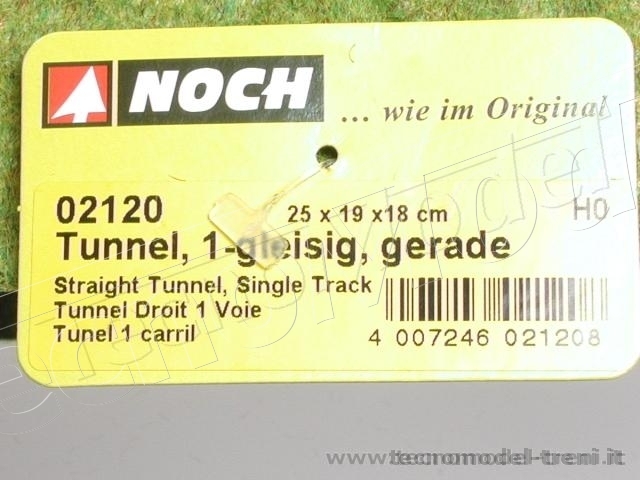 NOCH
... wie im Original
02120 25 x 19 x18 cm H0
Tunnel, 1-gleisig, gerade
Straight Tunnel, Single Track
Tunnel Droit 1 Voie
Tunel 1 carril
4 007246 021208
www.tecnomodel-treni.it